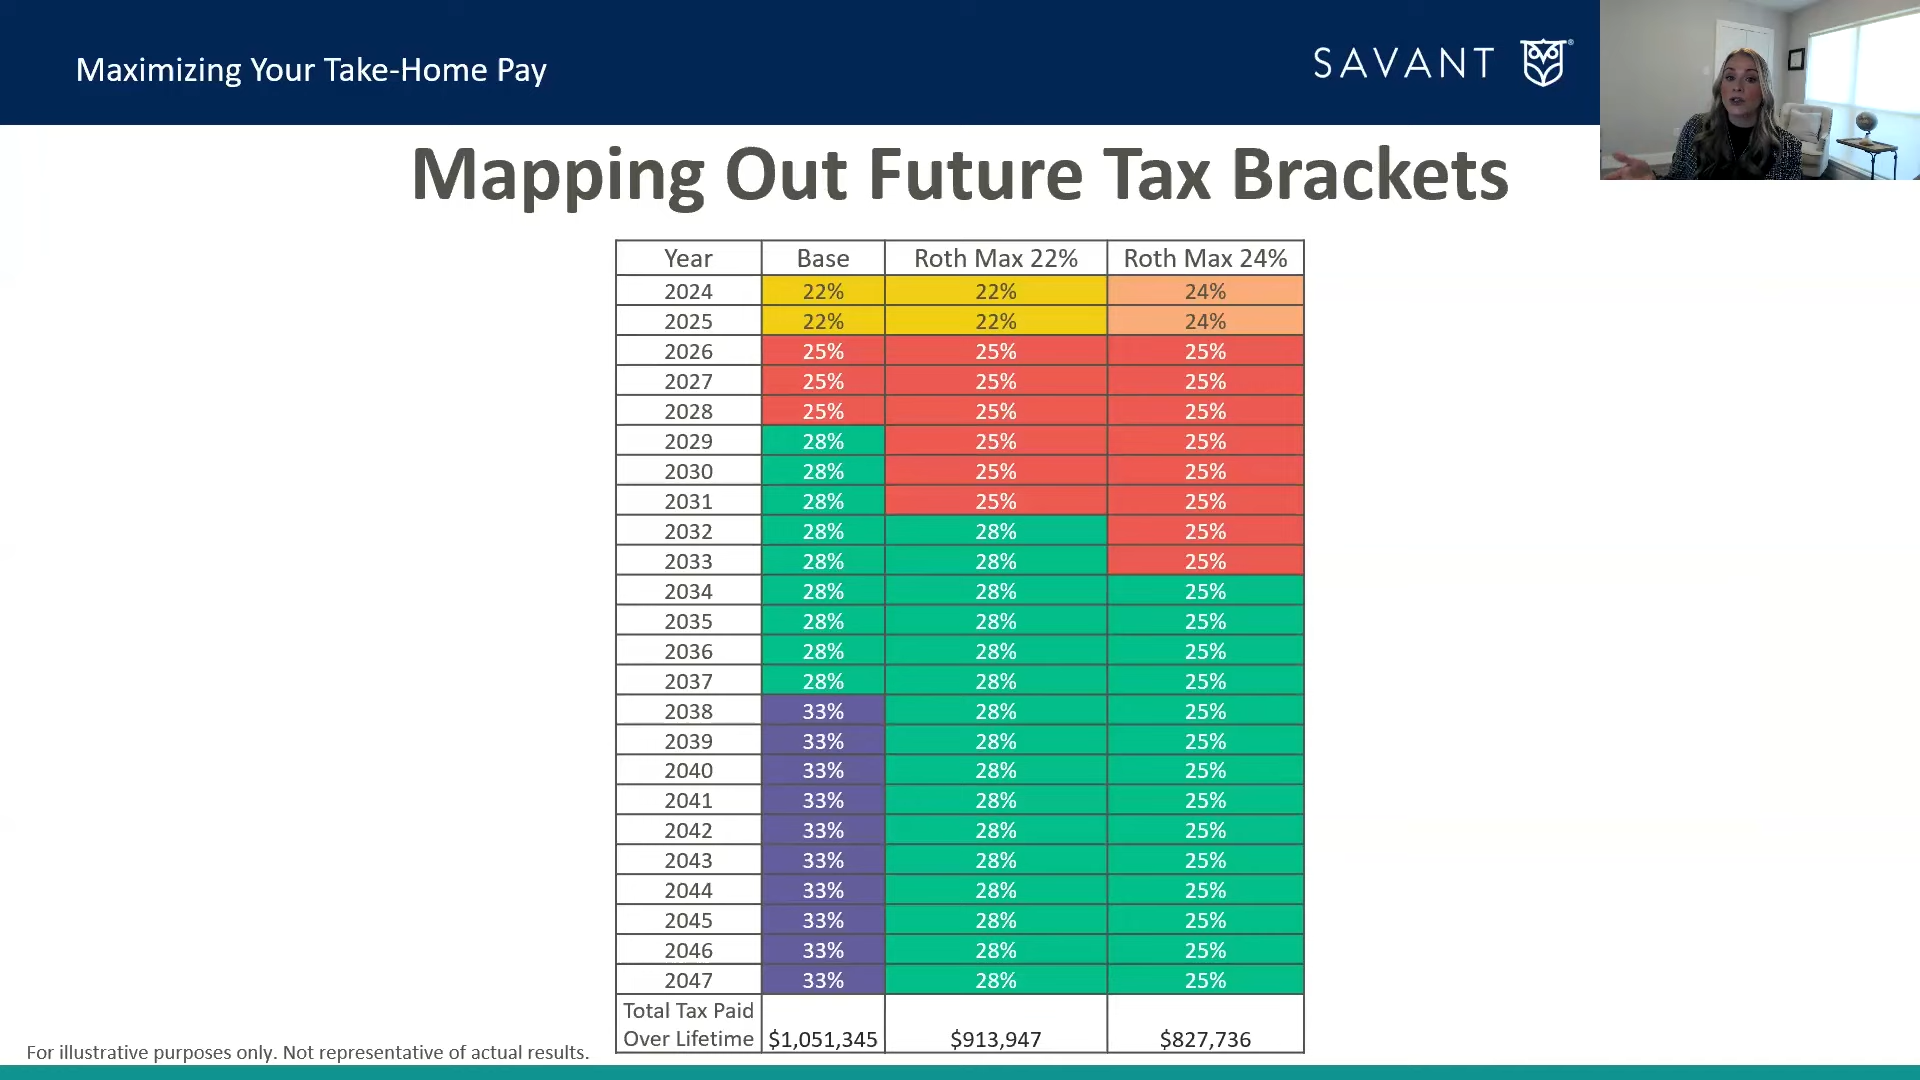 Maximizing Your Take-Home Pay
SAVANT
®
Mapping Out Future Tax Brackets
Year Base Roth Max 22% Roth Max 24%
2024 22% 22% 24%
2025 22% 22% 24%
2026 25% 25% 25%
2027 25% 25% 25%
2028 25% 25% 25%
2029 28% 25% 25%
2030 28% 25% 25%
2031 28% 25% 25%
2032 28% 28% 25%
2033 28% 28% 25%
2034 28% 28% 25%
2035 28% 28% 25%
2036 28% 28% 25%
2037 28% 28% 25%
2038 33% 28% 25%
2039 33% 28% 25%
2040 33% 28% 25%
2041 33% 28% 25%
2042 33% 28% 25%
2043 33% 28% 25%
2044 33% 28% 25%
2045 33% 28% 25%
2046 33% 28% 25%
2047 33% 28% 25%
Total Tax Paid
Over Lifetime $1,051,345 $913,947 $827,736
For illustrative purposes only. Not representative of actual results.